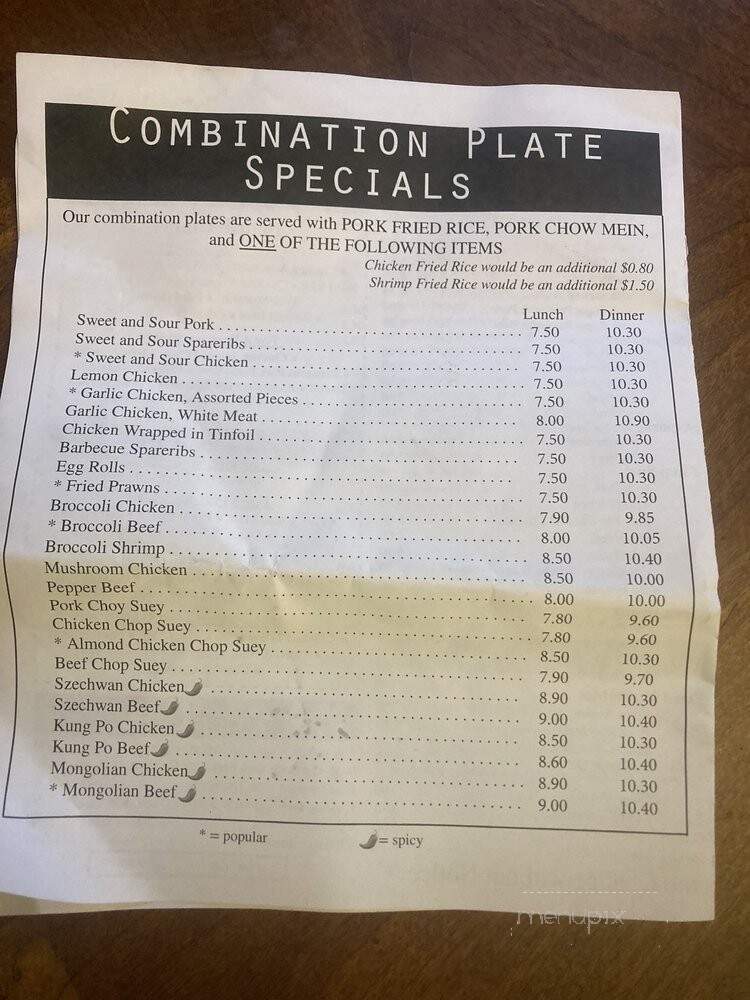 COMBINATION PLATE
SPECIALS
Our combination plates are served with PORK FRIED RICE, PORK CHOW MEIN,
and ONE OF THE FOLLOWING ITEMS
Chicken Fried Rice would be an additional $0.80
Shrimp Fried Rice would be an additional $1.50
Lunch Dinner
Sweet and Sour Pork 7.50 10.30
Sweet and Sour Spareribs 7.50 10.30
* Sweet and Sour Chicken 7.50 10.30
Lemon Chicken 7.50 10.30
* Garlic Chicken, Assorted Pieces 7.50 10.30
Garlic Chicken, White Meat 8.00 10.90
Chicken Wrapped in Tinfoil 7.50 10.30
Barbecue Spareribs 7.50 10.30
Egg Rolls 7.50 10.30
* Fried Prawns 7.50 10.30
Broccoli Chicken 7.90 9.85
* Broccoli Beef 8.00 10.05
Broccoli Shrimp 8.50 10.40
Mushroom Chicken 8.50 10.00
Pepper Beef 8.00 10.00
Pork Choy Suey 7.80 9.60
Chicken Chop Suey 7.80 9.60
* Almond Chicken Chop Suey 8.50 10.30
Beef Chop Suey 7.90 9.70
Szechwan Chicken 8.90 10.30
Szechwan Beef 9.00 10.40
Kung Po Chicken 8.50 10.30
Kung Po Beef 8.60 10.40
Mongolian Chicken 8.90 10.30
* Mongolian Beef 9.00 10.40
* = popular = spicy
menupix